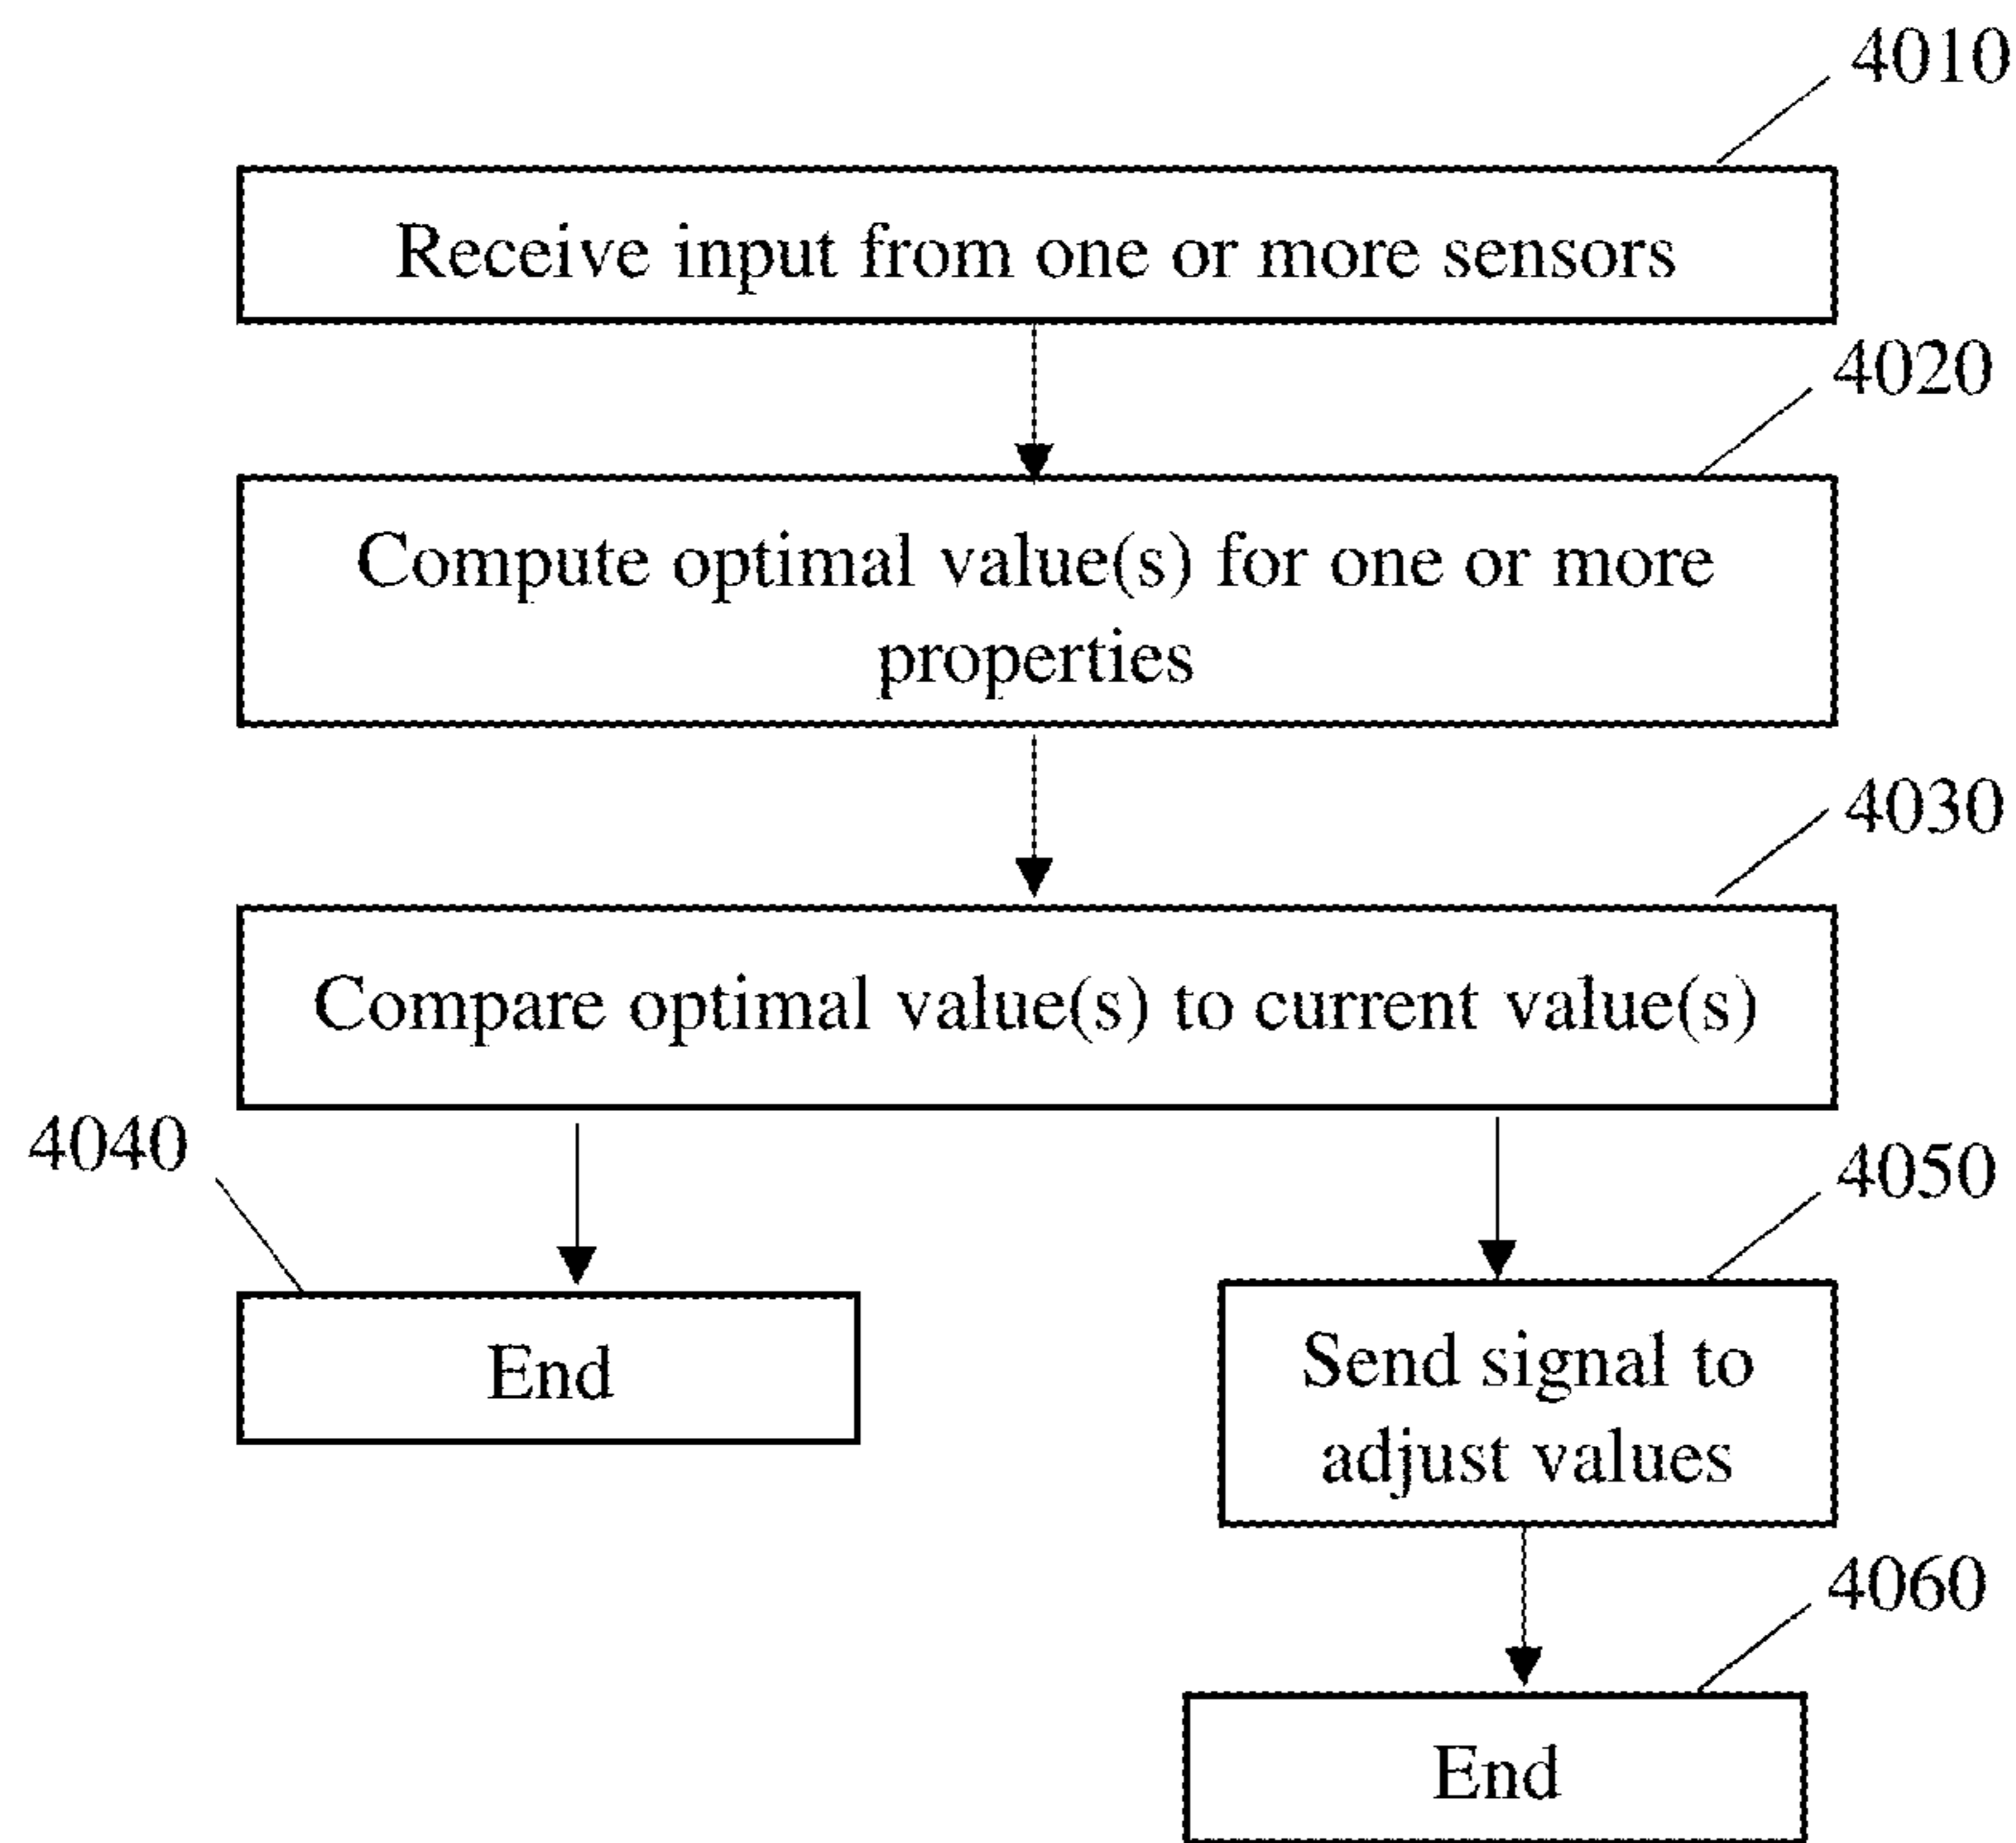 4010
Receive input from one or more sensors
4020
Compute optimal value(s) for one or more
properties
4030
Compare optimal value(s) to current value(s)
4040
4050
End
Send signal to
adjust values
4060
End